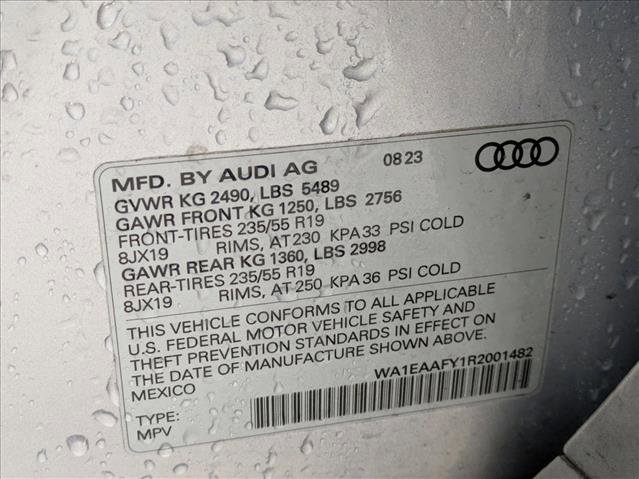 MFD. BY AUDI AG 08 23
GVWR KG 2490, LBS 5489
GAWR FRONT KG 1250, LBS 2756
FRONT-TIRES 235/55 R19
8JX19 RIMS, AT 230 KPA 33 PSI COLD
GAWR REAR KG 1360, LBS 2998
REAR-TIRES 235/55 R19
8JX19 RIMS, AT 250 KPA 36 PSI COLD
THIS VEHICLE CONFORMS TO ALL APPLICABLE
U.S. FEDERAL MOTOR VEHICLE SAFETY AND
THEFT PREVENTION STANDARDS IN EFFECT ON
THE DATE OF MANUFACTURE SHOWN ABOVE.
MEXICO
WA1EAAFY1R2001482
TYPE:
MPV